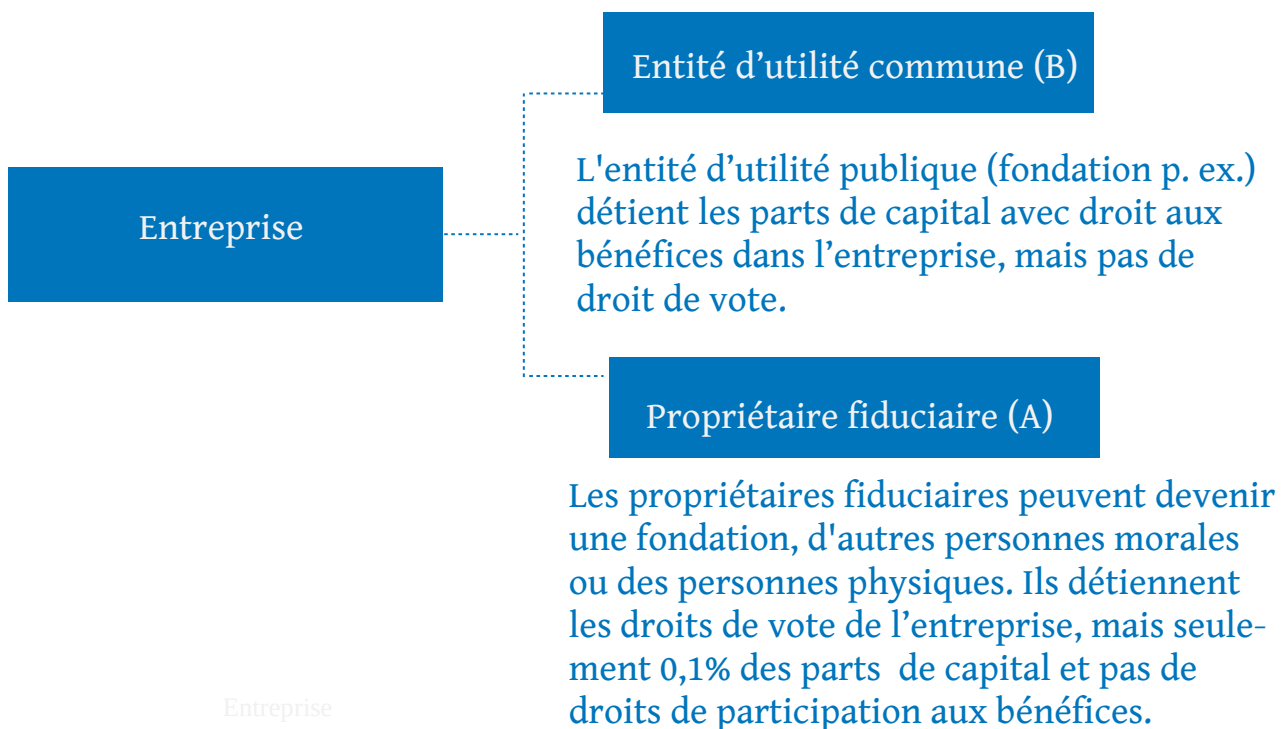 Entité d’utilité commune (B)
L'entité d’utilité publique (fondation p. ex.)
détient les parts de capital avec droit aux
bénéfices dans l’entreprise, mais pas de
droit de vote.
Entreprise
Propriétaire fiduciaire (A)
Les propriétaires fiduciaires peuvent devenir
une fondation, d'autres personnes morales
ou des personnes physiques. Ils détiennent
les droits de vote de l’entreprise, mais seule-
ment 0,1% des parts  de capital et pas de
droits de participation aux bénéfices.
Entreprise